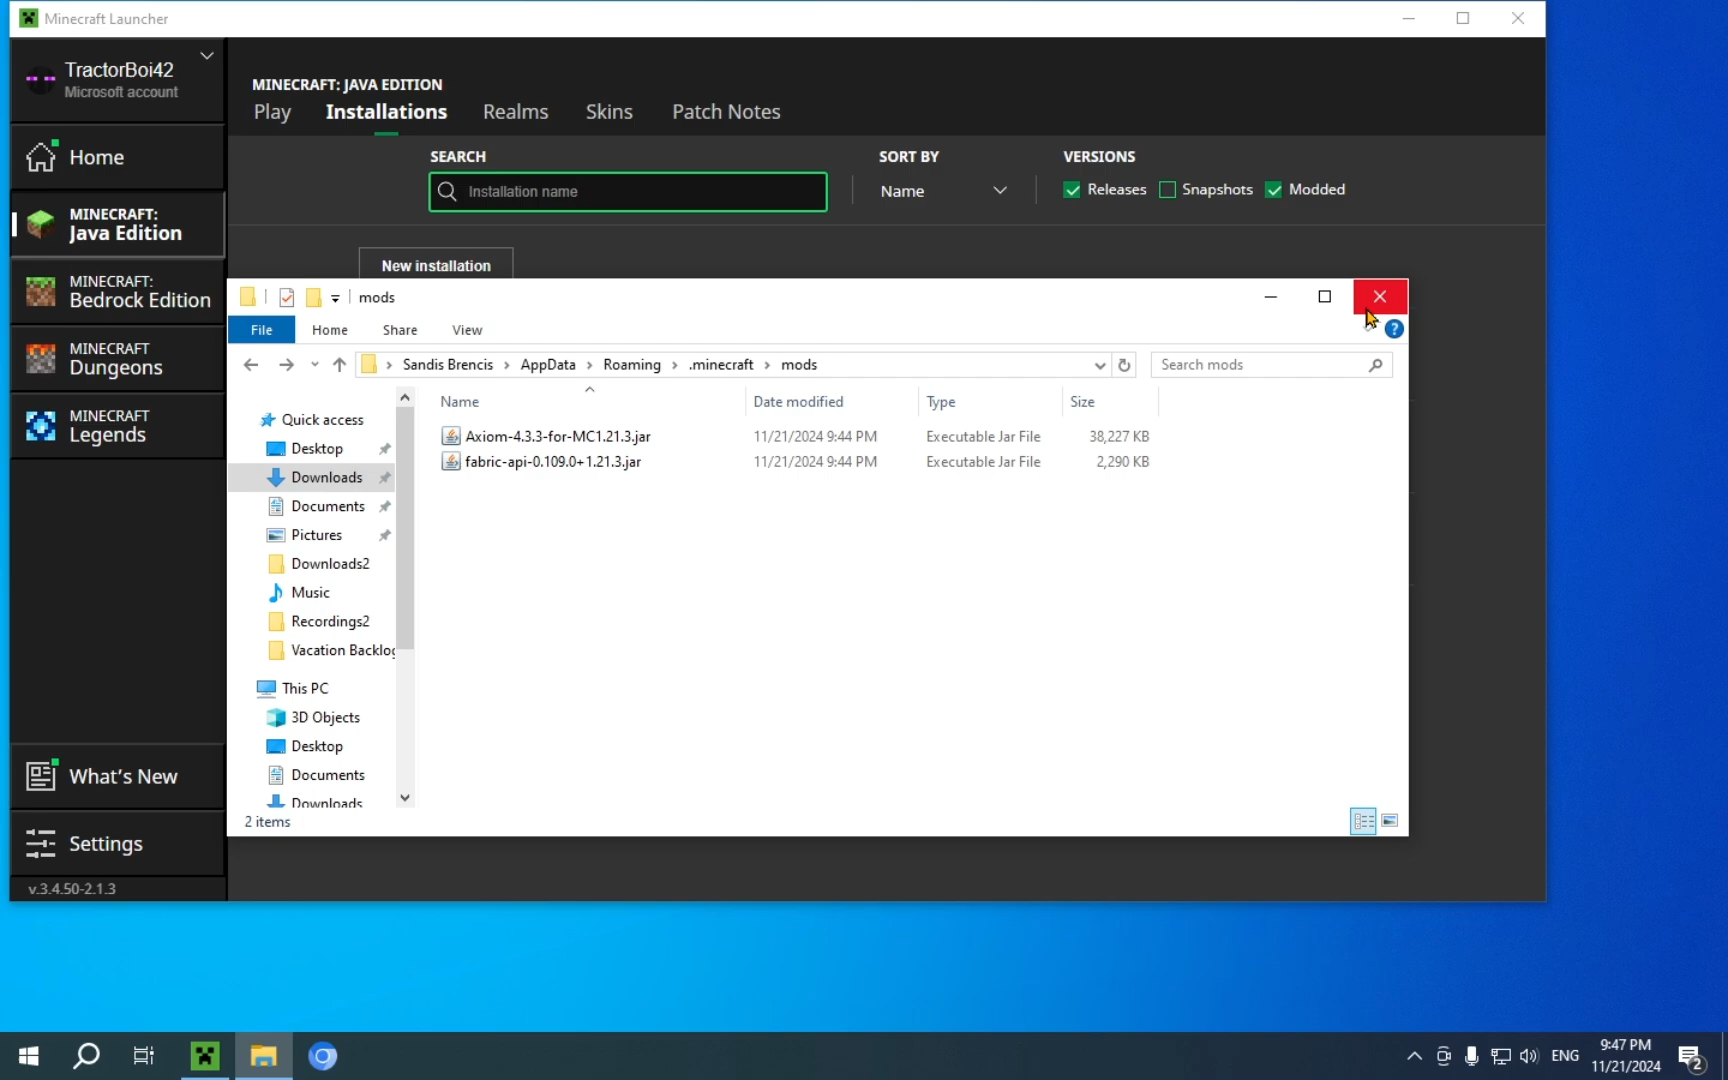 Minecraft Launcher
TractorBoi42
Microsoft account
Home
MINECRAFT:
Java Edition
MINECRAFT:
Bedrock Edition
MINECRAFT
Dungeons
MINECRAFT
Legends
What's New
Settings
v.3.4.50-2.1.3
MINECRAFT: JAVA EDITION
Play Installations Realms Skins Patch Notes
SEARCH SORT BY VERSIONS
Installation name Name Releases Snapshots Modded
New installation
mods
File Home Share View
Sandis Brencis > AppData > Roaming > .minecraft > mods Search mods
Quick access
Desktop
Downloads
Documents
Pictures
Downloads2
Music
Recordings2
Vacation Backlog
This PC
3D Objects
Desktop
Documents
Downloads
Name Date modified Type Size
Axiom-4.3.3-for-MC1.21.3.jar 11/21/2024 9:44 PM Executable Jar File 38,227 KB
fabric-api-0.109.0+1.21.3.jar 11/21/2024 9:44 PM Executable Jar File 2,290 KB
2 items
ENG
9:47 PM
11/21/2024
2